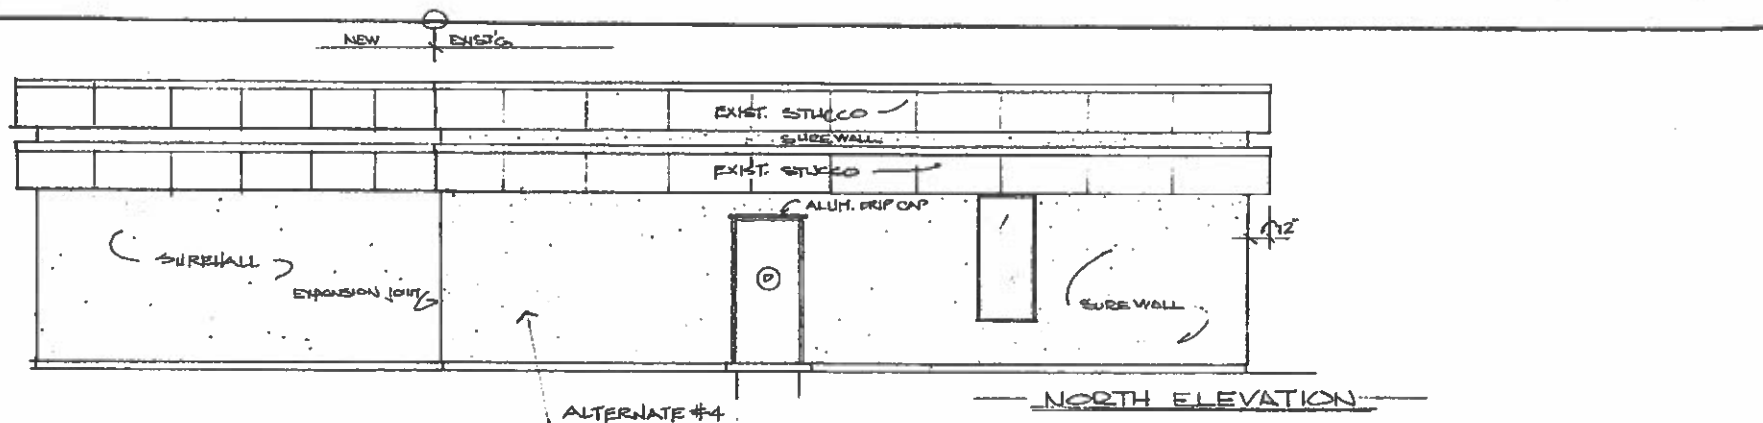 NEW
EXIST'G
EXIST. STUCCO
SUREWALL
EXIST. STUCCO
ALUM. DRIP CAP
12"
SUREWALL
EXPANSION JOINT
D
SUREWALL
NORTH ELEVATION
ALTERNATE #4